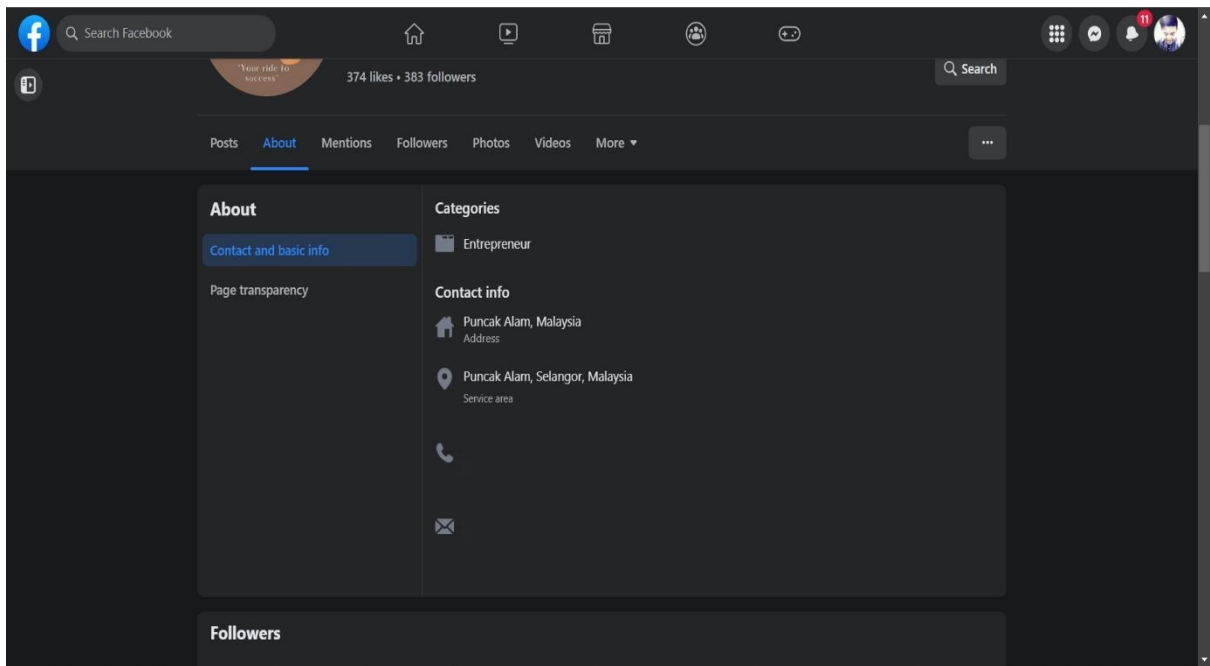 Search Facebook
11
"Your ride to
success"
374 likes • 383 followers
Search
Posts About Mentions Followers Photos Videos More
About
Contact and basic info
Page transparency
Categories
Entrepreneur
Contact info
Puncak Alam, Malaysia
Address
Puncak Alam, Selangor, Malaysia
Service area
Followers